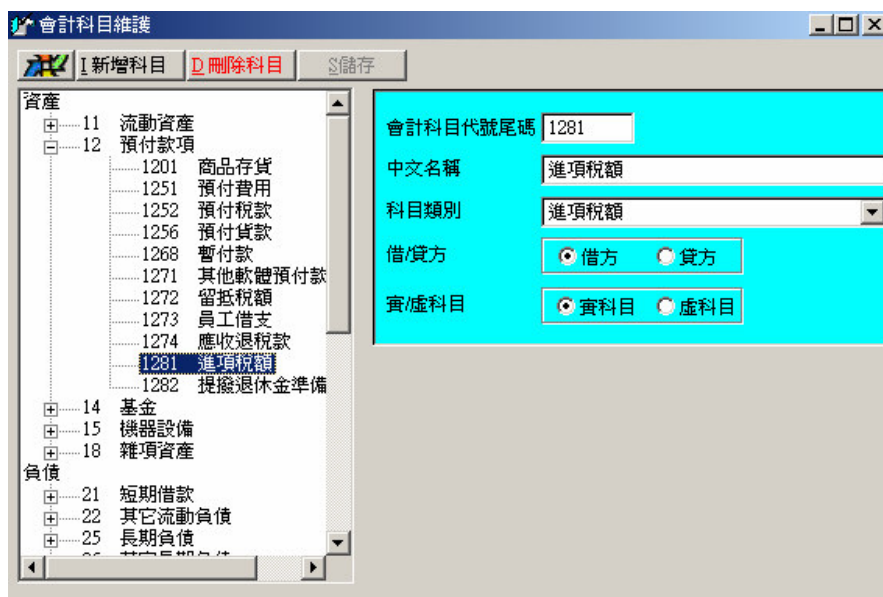 會計科目維護
I 新增科目 D 刪除科目 S儲存
資產
11 流動資產
12 預付款項
1201 商品存貨
1251 預付費用
1252 預付稅款
1256 預付貨款
1268 暫付款
1271 其他軟體預付款
1272 留抵稅額
1273 員工借支
1274 應收退稅款
1281 進項稅額
1282 提撥退休金準備
14 基金
15 機器設備
18 雜項資產
負債
21 短期借款
22 其它流動負債
25 長期負債
會計科目代號尾碼 1281
中文名稱 進項稅額
科目類別 進項稅額
借/貸方 借方 貸方
實/虛科目 實科目 虛科目